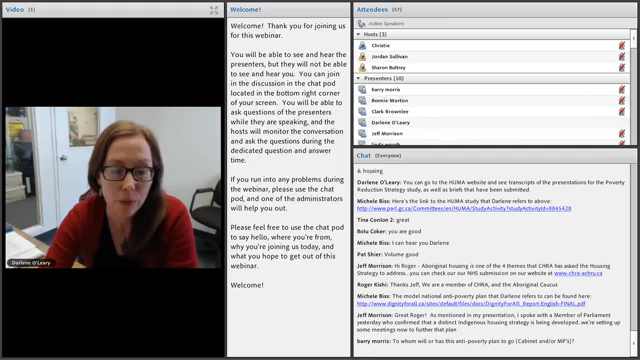 Video (1)
Darlene O'Leary
Welcome!
Welcome!  Thank you for joining us
for this webinar.
You will be able to see and hear the
presenters, but they will not be able
to see and hear you.  You can join
in the discussion in the chat pod
located in the bottom right corner
of your screen.  You will be able to
ask questions of the presenters
while they are speaking, and the
hosts will monitor the conversation
and ask the questions during the
dedicated question and answer
time.
If you run into any problems during
the webinar, please use the chat
pod, and one of the administrators
will help you out.
Please feel free to use the chat pod
to say hello, where you're from,
why you're joining us today, and
what you hope to get out of this
webinar.
Welcome!
Attendees (57)
Active Speakers
Hosts (3)
Christie
Jordan Sullivan
Sharon Buttrey
Presenters (10)
barry morris
Bonnie Morton
Clark Brownlee
Darlene O'Leary
Jeff Morrison
Chat (Everyone)
& housing
Darlene O'Leary: You can go to the HUMA website and see transcripts of the presentations for the Poverty
Reduction Strategy study, as well as briefs that have been submitted.
Michele Biss: Here's the link to the HUMA study that Darlene refers to above:
http://www.parl.gc.ca/Committees/en/HUMA/StudyActivity?studyActivityId=8845428
Tina Conlon 2: great
Bolu Coker: you are good
Michele Biss: I can hear you Darlene
Pat Shier: Volume good
Jeff Morrison: Hi Roger - Aboriginal housing is one of the 4 themes that CHRA has asked the Housing
Strategy to address.. you can check our our NHS submission on our website at www.chra-achru.ca
Roger Kishi: Thanks Jeff, We are a member of CHRA, and the Aboriginal Caucus
Michele Biss: The model national anti-poverty plan that Darlene refers to can be found here:
http://www.dignityforall.ca/sites/default/files/docs/DignityForAll_Report-English-FINAL.pdf
Jeff Morrison: Great Roger!  As mentioned in my presentation, I spoke with a Member of Parliament
yesterday who confirmed that a distinct Indigenous housing strategy is being developed..we're setting up
some meetings now to further that plan
barry morris: To whom will or has this anti-poverty plan to go (Cabinet and/or MP's)?